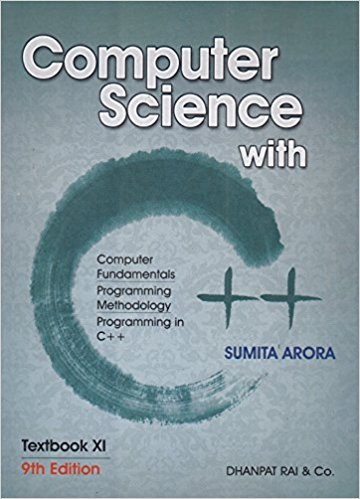 Computer
Science
with
Computer
Fundamentals
Programming
Methodology
Programming in
C++
++
SUMITA ARORA
Textbook XI
9th Edition
DHANPAT RAI & Co.